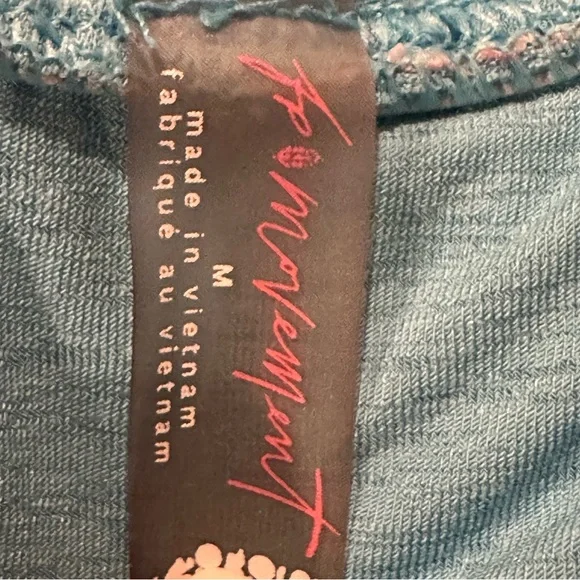 fp movement
M
made in vietnam
fabriqué au vietnam